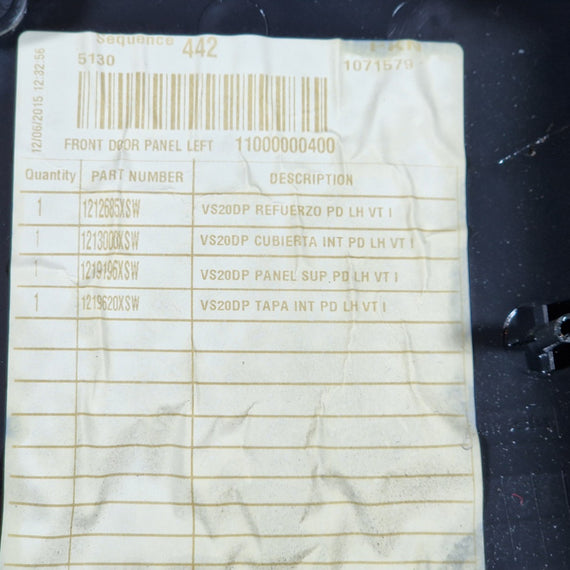 Sequence 442
5130
1071579
12/06/2015 12:32:56
FRONT DOOR PANEL LEFT 11000000400
Quantity PART NUMBER DESCRIPTION
1 1212685XSW VS20DP REFUERZO PD LH VT I
1 VS20DP CUBIERTA INT PD LH VT I
1 1219196XSW VS20DP PANEL SUP PD LH VT I
1 1219620XSW VS20DP TAPA INT PD LH VT I